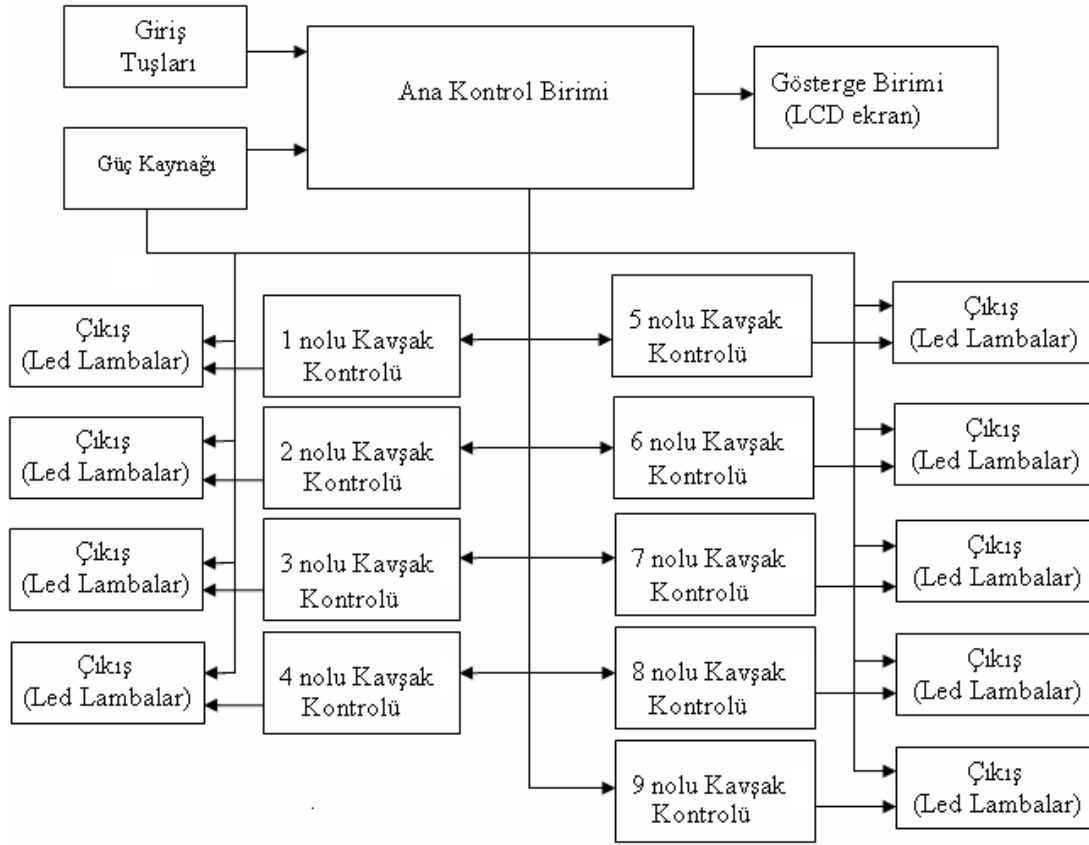 Giriş
Tuşları
Ana Kontrol Birimi
Gösterge Birimi
(LCD ekran)
Güç Kaynağı
Çıkış
(Led Lambalar)
1 nolu Kavşak
Kontrolü
5 nolu Kavşak
Kontrolü
Çıkış
(Led Lambalar)
Çıkış
(Led Lambalar)
2 nolu Kavşak
Kontrolü
6 nolu Kavşak
Kontrolü
Çıkış
(Led Lambalar)
Çıkış
(Led Lambalar)
3 nolu Kavşak
Kontrolü
7 nolu Kavşak
Kontrolü
Çıkış
(Led Lambalar)
Çıkış
(Led Lambalar)
4 nolu Kavşak
Kontrolü
8 nolu Kavşak
Kontrolü
Çıkış
(Led Lambalar)
9 nolu Kavşak
Kontrolü
Çıkış
(Led Lambalar)